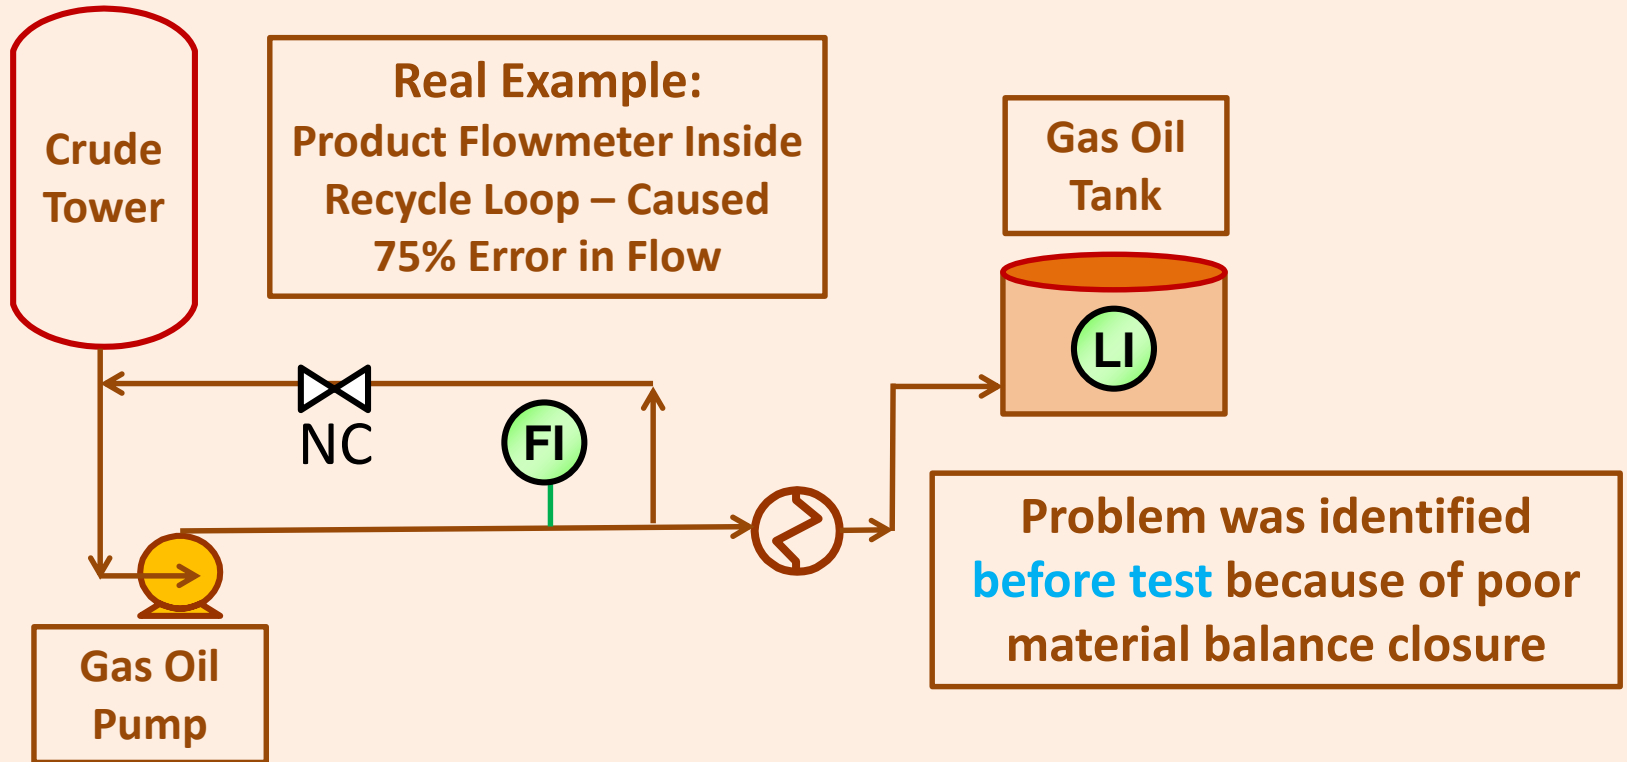 Crude
Tower
Real Example:
Product Flowmeter Inside
Recycle Loop – Caused
75% Error in Flow
Gas Oil
Tank
LI
NC
FI
Gas Oil
Pump
Problem was identified
before test because of poor
material balance closure